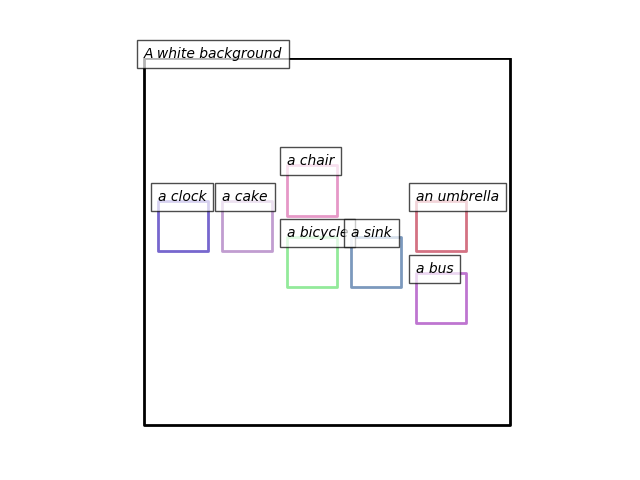 A white background
a chair
a clock
a cake
an umbrella
a bicycle
a sink
a bus